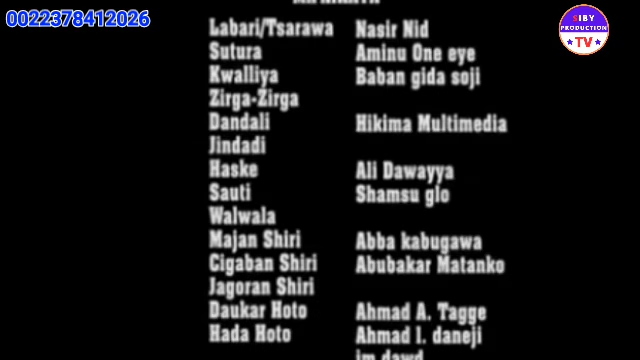 0022378412026
SIBY
PRODUCTION
TV
Labari/Tsarawa Nasir Nid
Sutura Aminu One eye
Kwalliya Baban gida soji
Zirga-Zirga
Dandali Hikima Multimedia
Jindadi
Haske Ali Dawayya
Sauti Shamsu glo
Walwala
Majan Shiri Abba kabugawa
Cigaban Shiri Abubakar Matanko
Jagoran Shiri
Daukar Hoto Ahmad A. Tagge
Hada Hoto Ahmad I. daneji